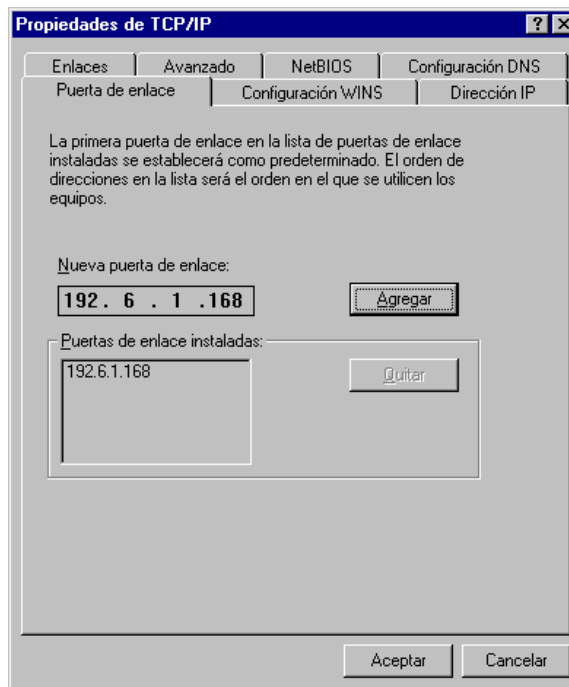 Propiedades de TCP/IP
Enlaces Avanzado NetBIOS Configuración DNS
Puerta de enlace Configuración WINS Dirección IP
La primera puerta de enlace en la lista de puertas de enlace
instaladas se establecerá como predeterminado. El orden de
direcciones en la lista será el orden en el que se utilicen los
equipos.
Nueva puerta de enlace:
192. 6 . 1 .168 Agregar
Puertas de enlace instaladas:
192.6.1.168 Quitar
Aceptar Cancelar